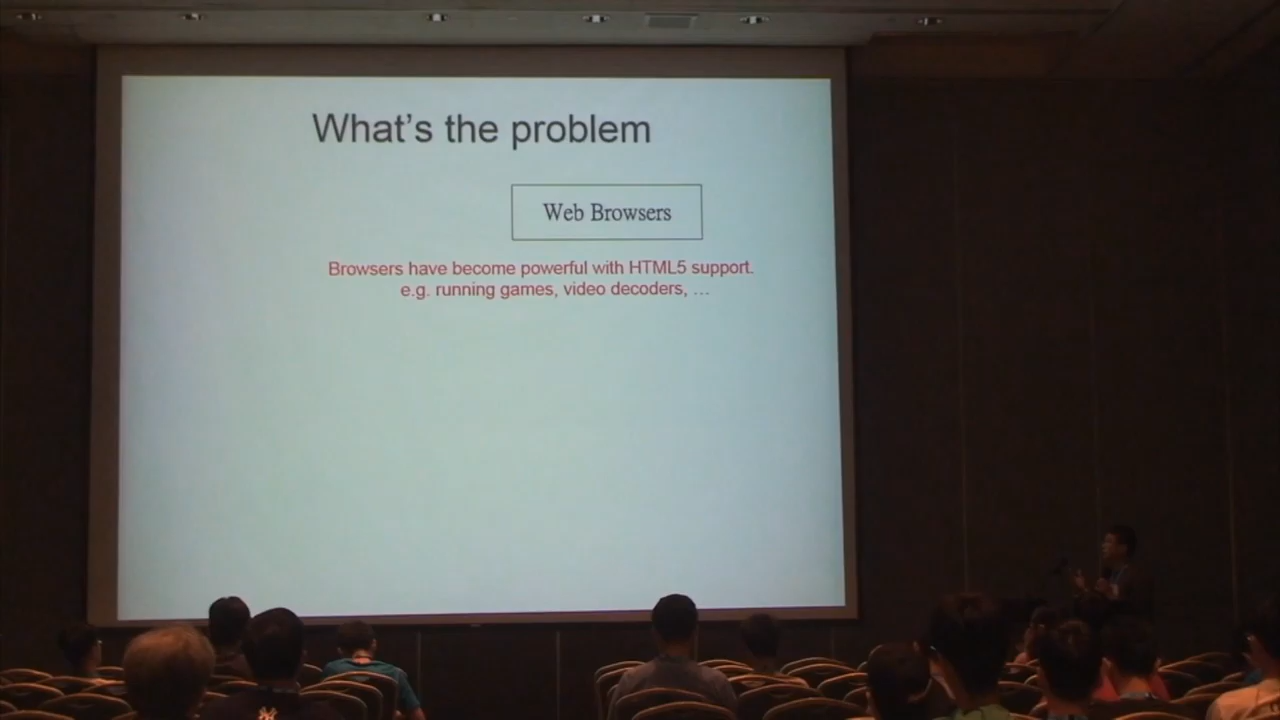 What's the problem
Web Browsers
Browsers have become powerful with HTML5 support.
e.g. running games, video decoders, …